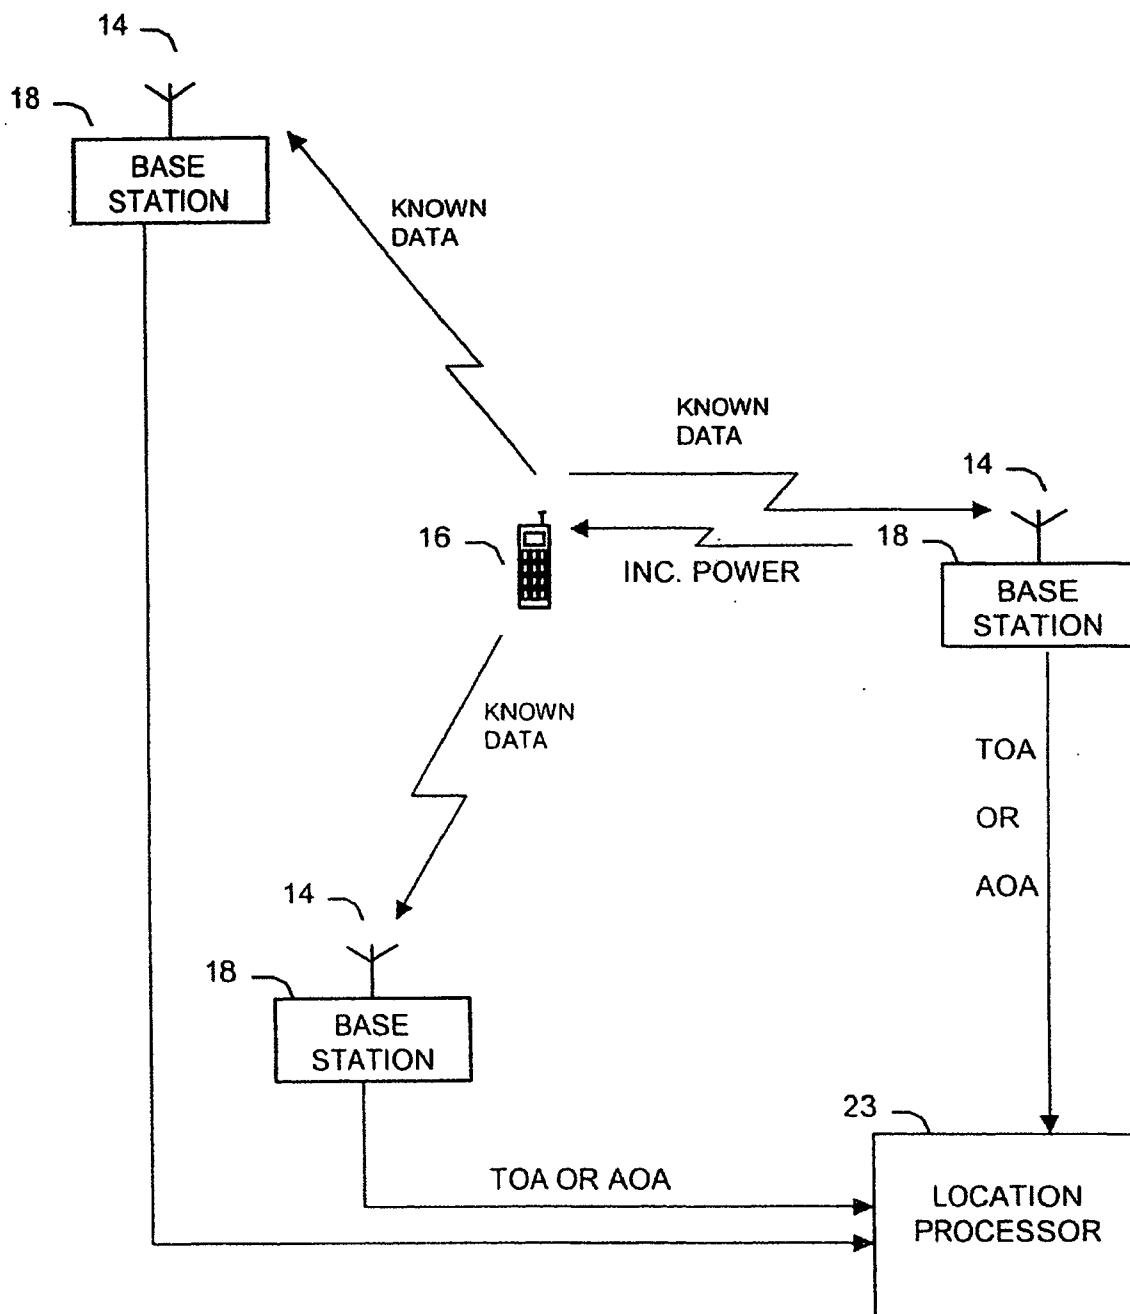 14
18
BASE
STATION
KNOWN
DATA
KNOWN
DATA
14
16
18
INC. POWER
BASE
STATION
KNOWN
DATA
TOA
OR
AOA
14
18
BASE
STATION
23
TOA OR AOA
LOCATION
PROCESSOR